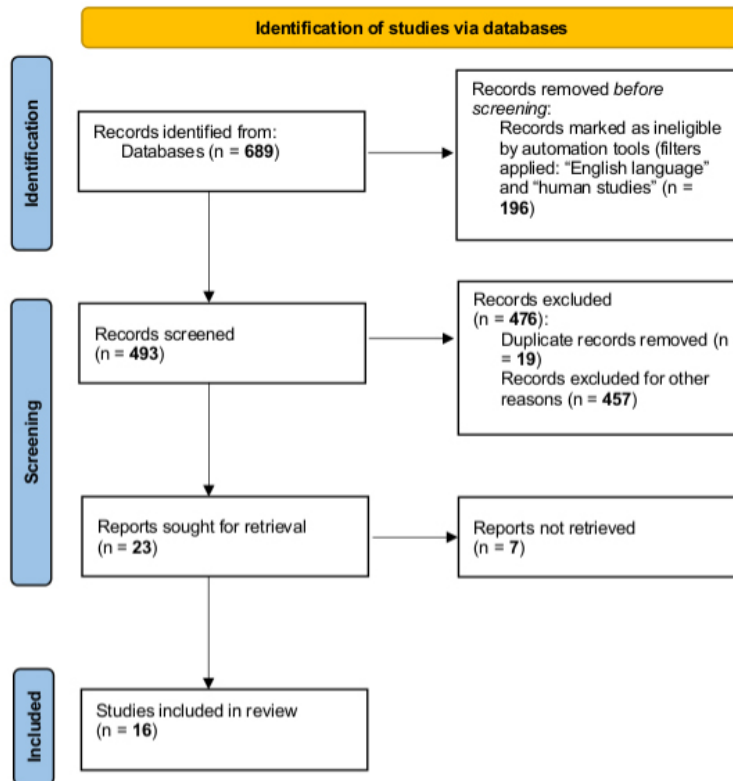 Identification of studies via databases
Identification
Records identified from:
Databases (n = 689)
Records removed before
screening:
Records marked as ineligible
by automation tools (filters
applied: “English language”
and “human studies” (n =
196)
Screening
Records screened
(n = 493)
Records excluded
(n = 476):
Duplicate records removed (n
= 19)
Records excluded for other
reasons (n = 457)
Reports sought for retrieval
(n = 23)
Reports not retrieved
(n = 7)
Included
Studies included in review
(n = 16)